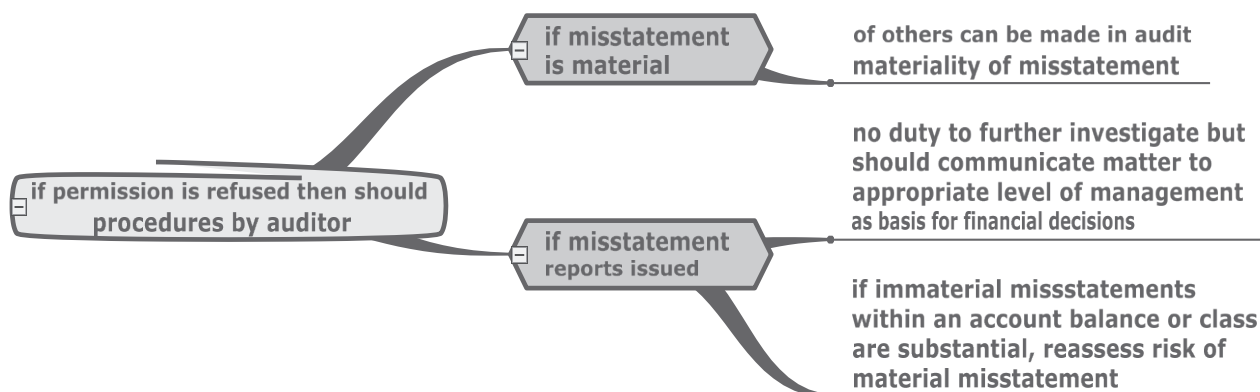 if misstatement
is material
of others can be made in audit
materiality of misstatement
if permission is refused then should
procedures by auditor
no duty to further investigate but
should communicate matter to
appropriate level of management
as basis for financial decisions
if misstatement
reports issued
if immaterial missstatements
within an account balance or class
are substantial, reassess risk of
material misstatement